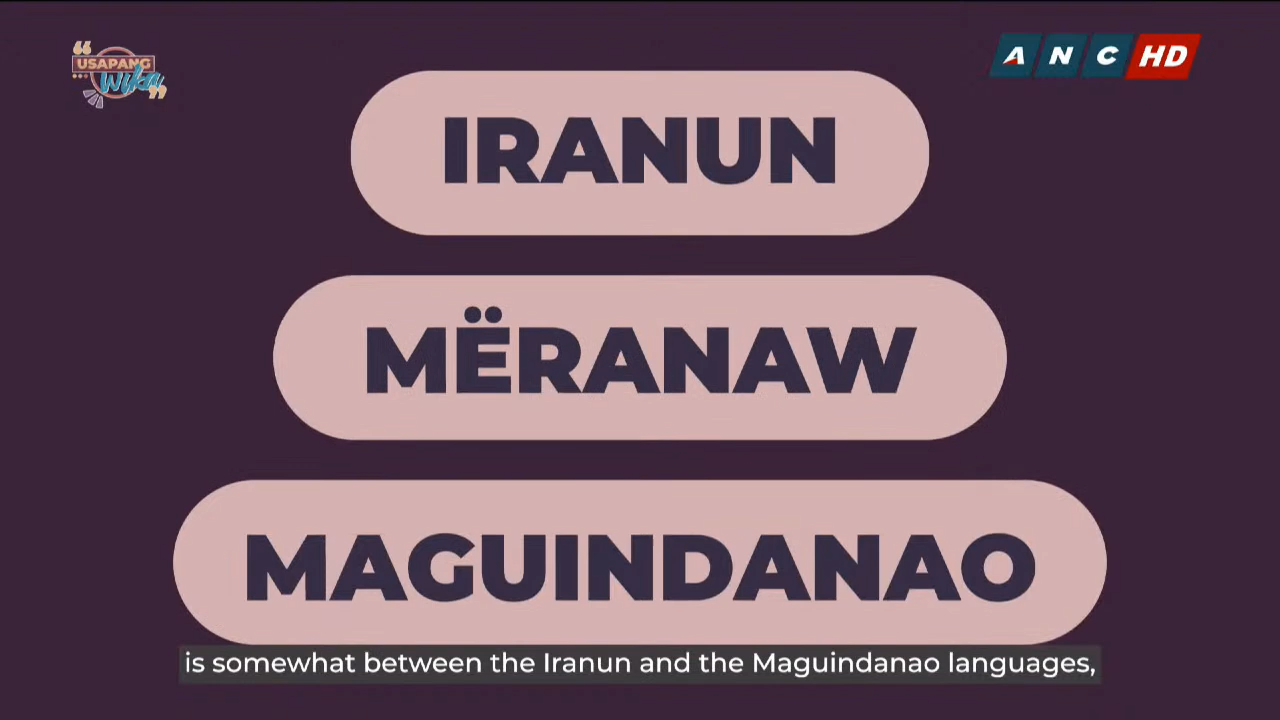 “USAPANG
wika”
ANC HD
IRANUN
MËRANAW
MAGUINDANAO
is somewhat between the Iranun and the Maguindanao languages,